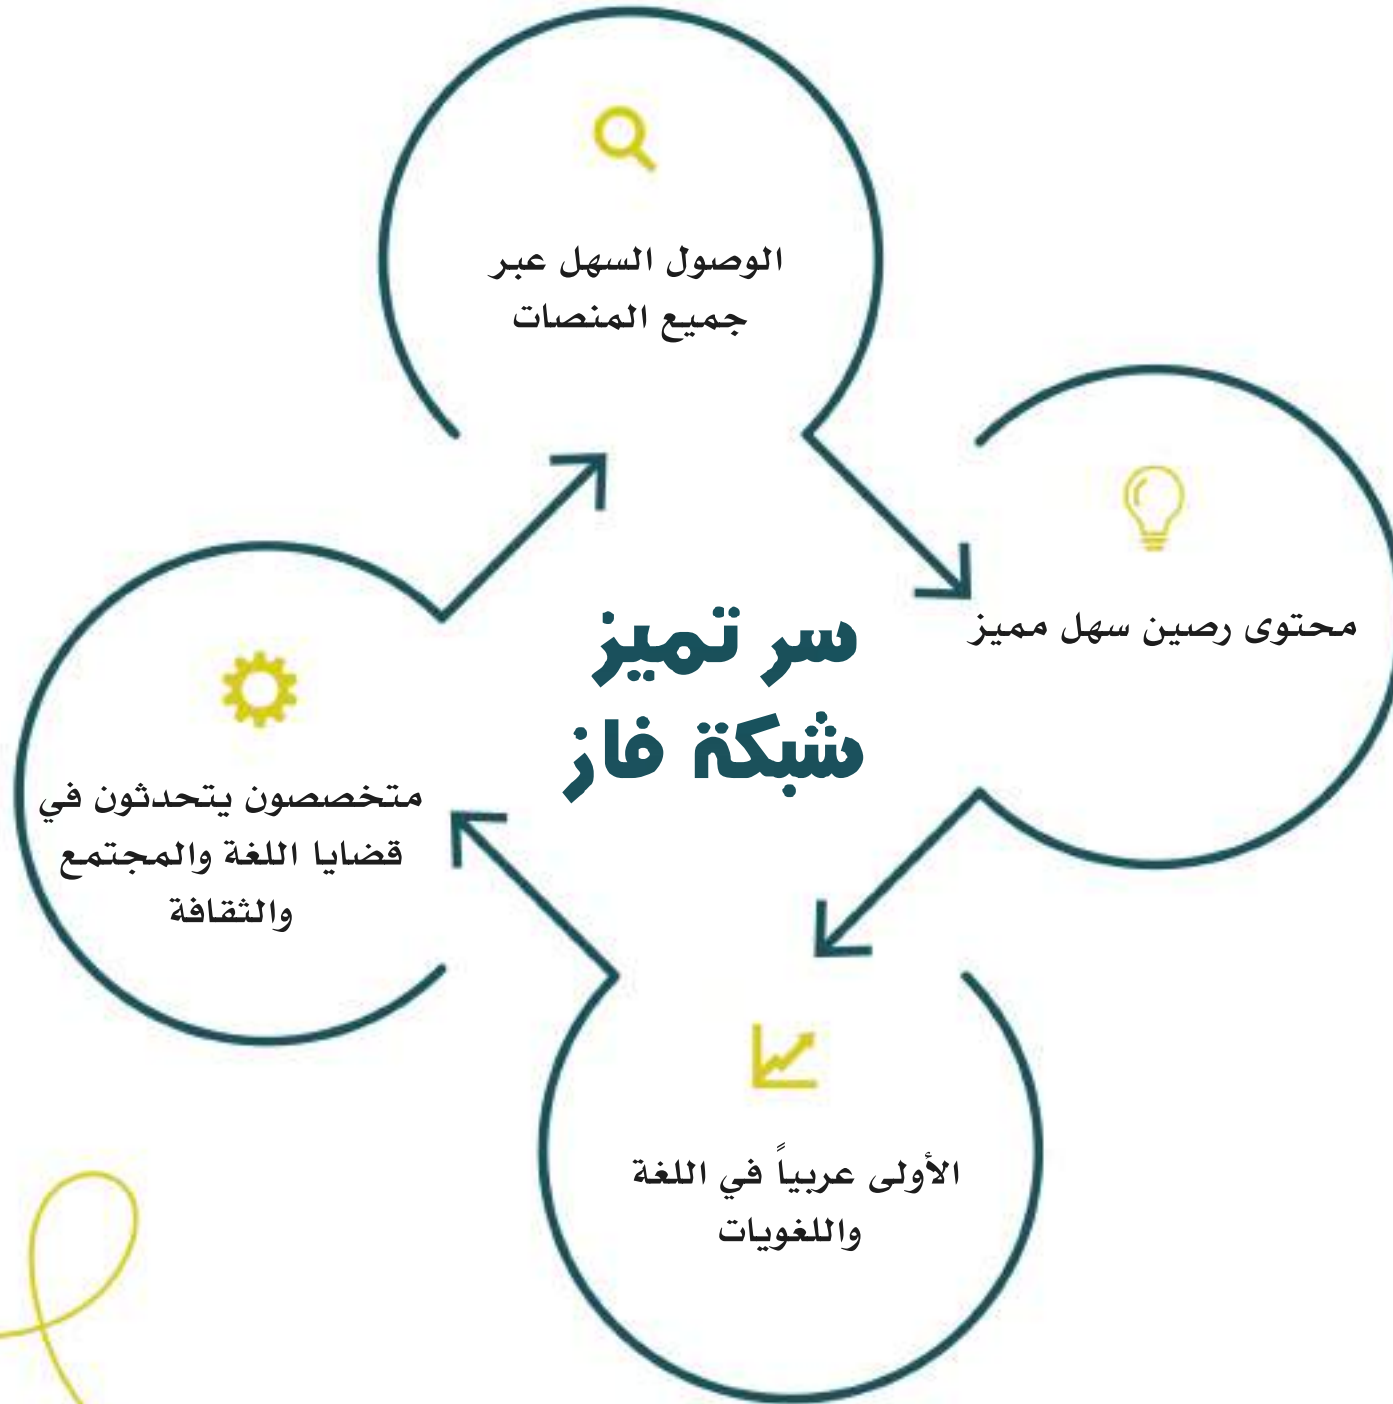 سر تميز
شبكة فاز
الوصول السهل عبر
جميع المنصات
محتوى رصين سهل مميز
الأولى عربياً في اللغة
واللغويات
متخصصون يتحدثون في
قضايا اللغة والمجتمع
والثقافة